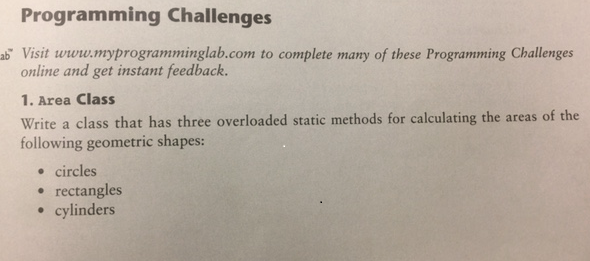 Programming Challenges
ab™ Visit www.myprogramminglab.com to complete many of these Programming Challenges
online and get instant feedback.
1. Area Class
Write a class that has three overloaded static methods for calculating the areas of the
following geometric shapes:
• circles
• rectangles
• cylinders